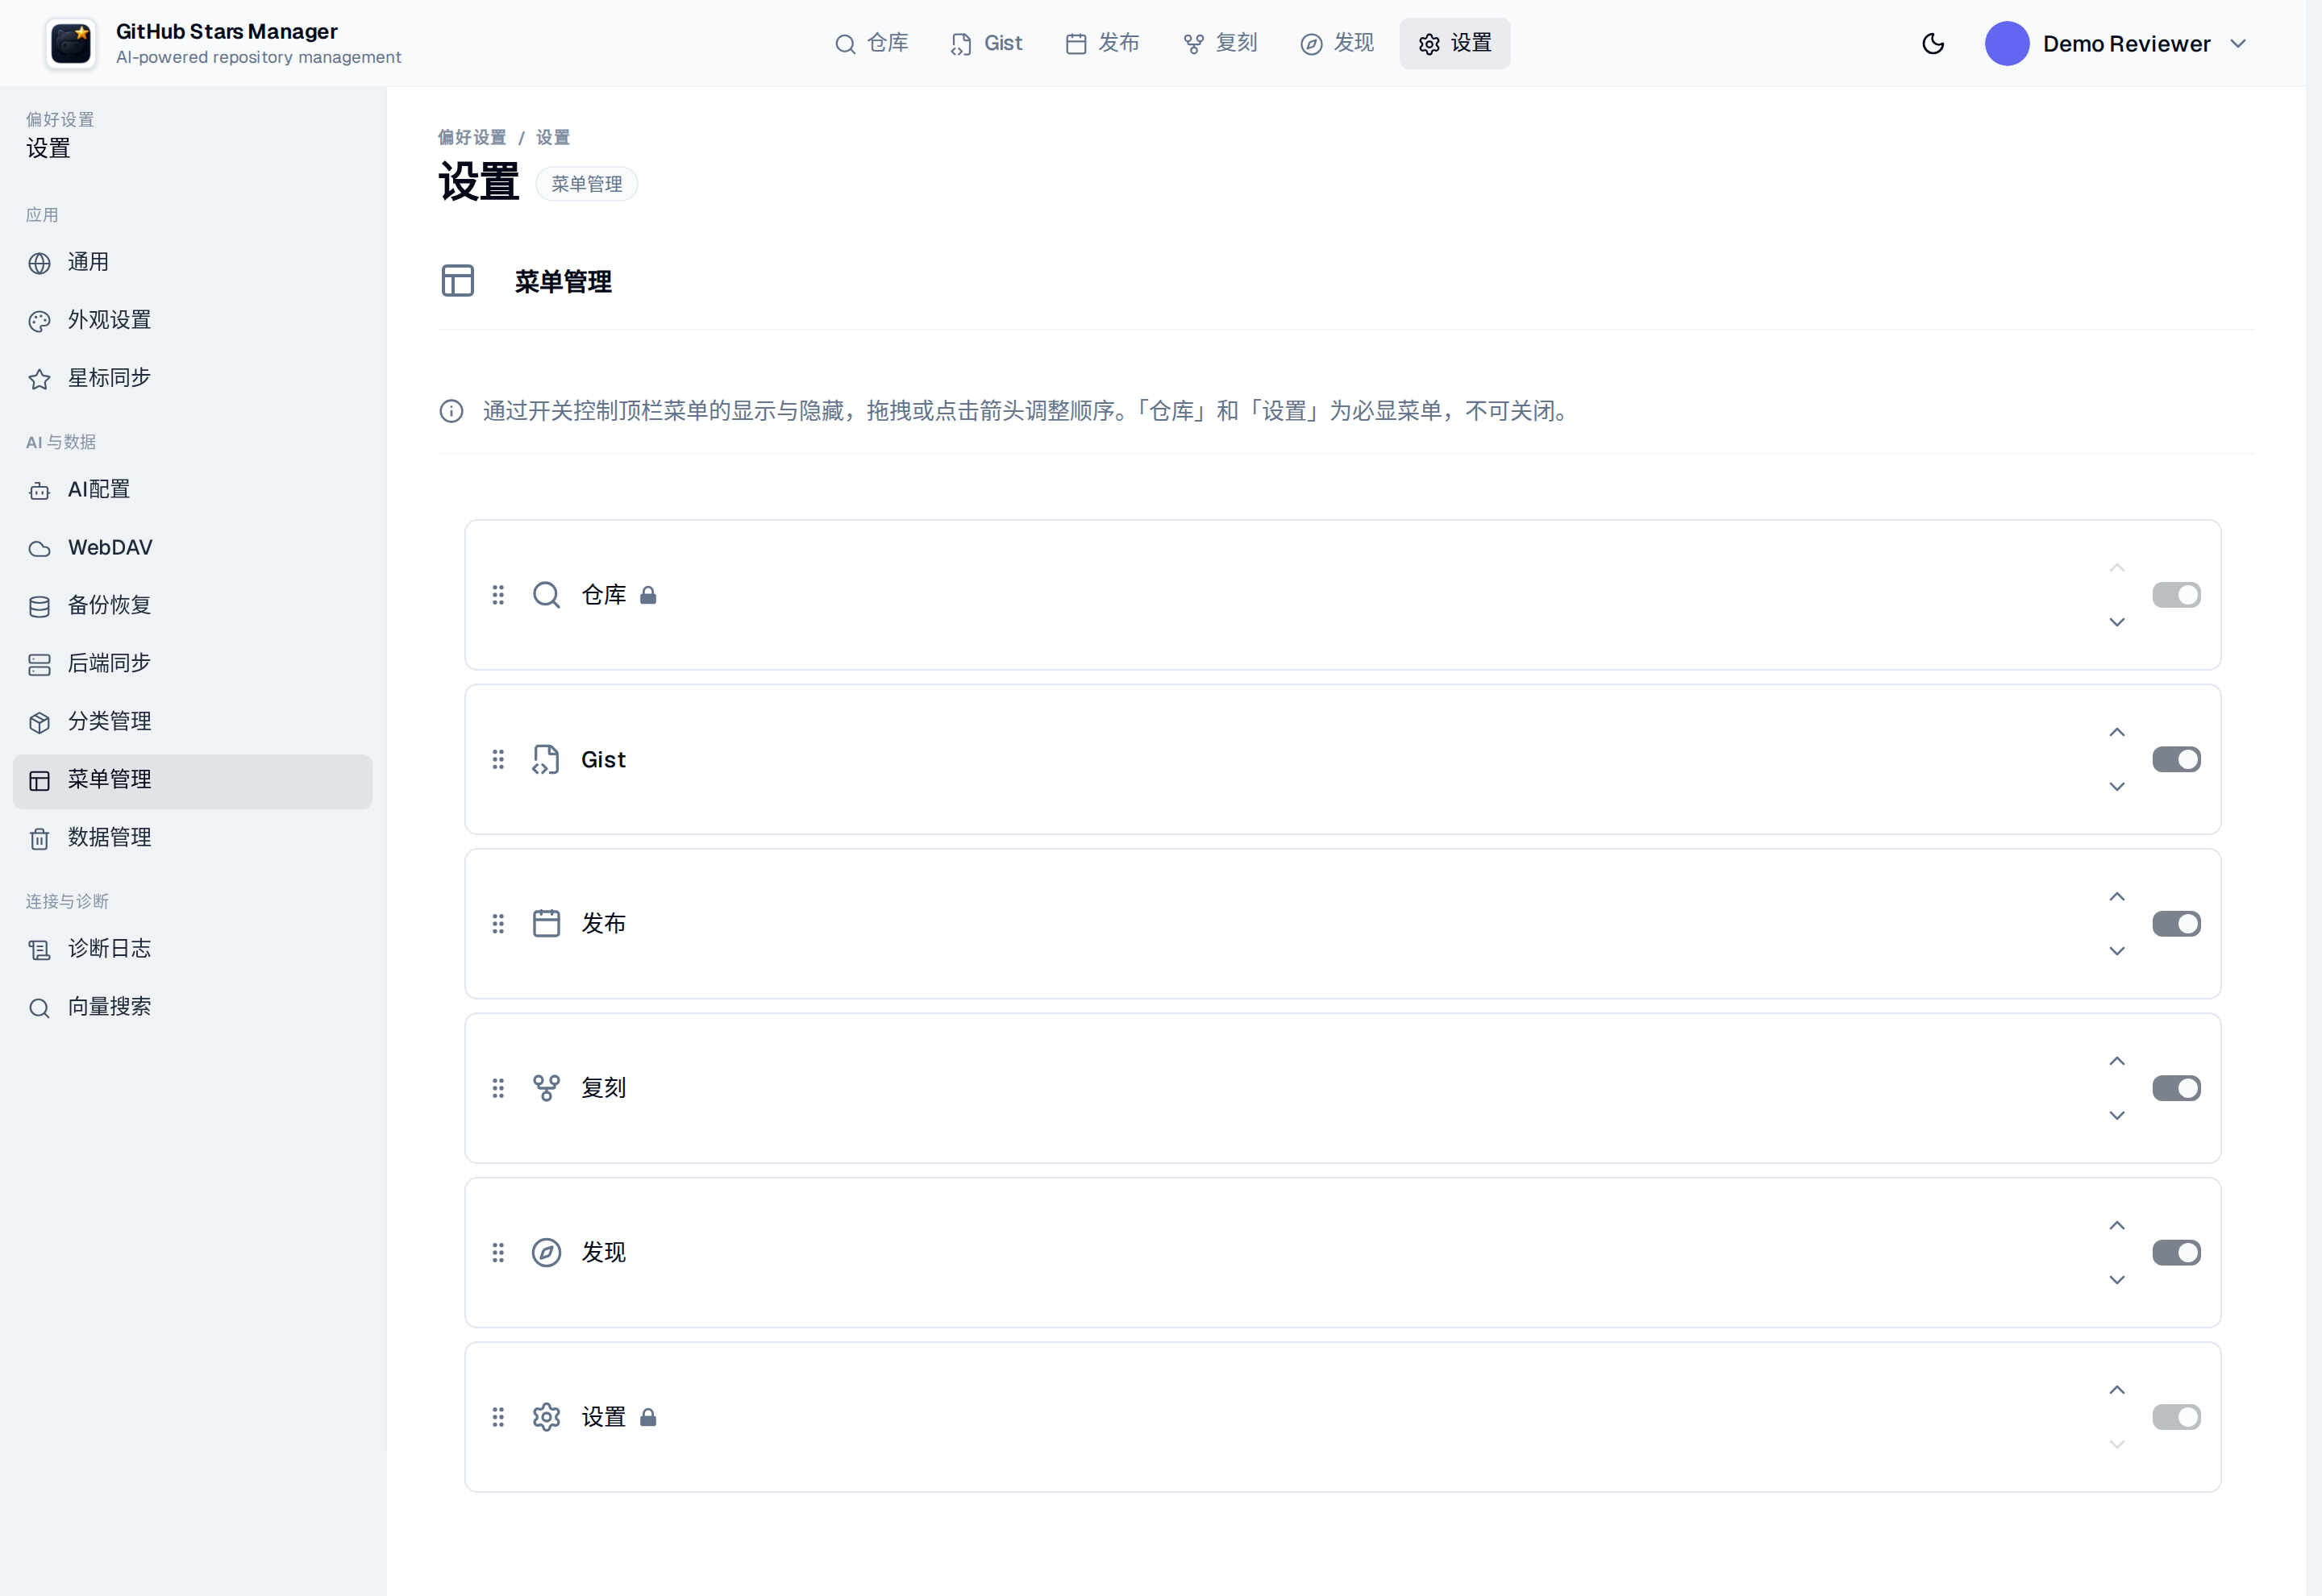 GitHub Stars Manager
AI-powered repository management
仓库
Gist
发布
复刻
发现
设置
Demo Reviewer
偏好设置
设置
应用
通用
外观设置
星标同步
AI 与数据
AI配置
WebDAV
备份恢复
后端同步
分类管理
菜单管理
数据管理
连接与诊断
诊断日志
向量搜索
偏好设置 / 设置
设置
菜单管理
菜单管理
通过开关控制顶栏菜单的显示与隐藏，拖拽或点击箭头调整顺序。「仓库」和「设置」为必显菜单，不可关闭。
仓库
Gist
发布
复刻
发现
设置